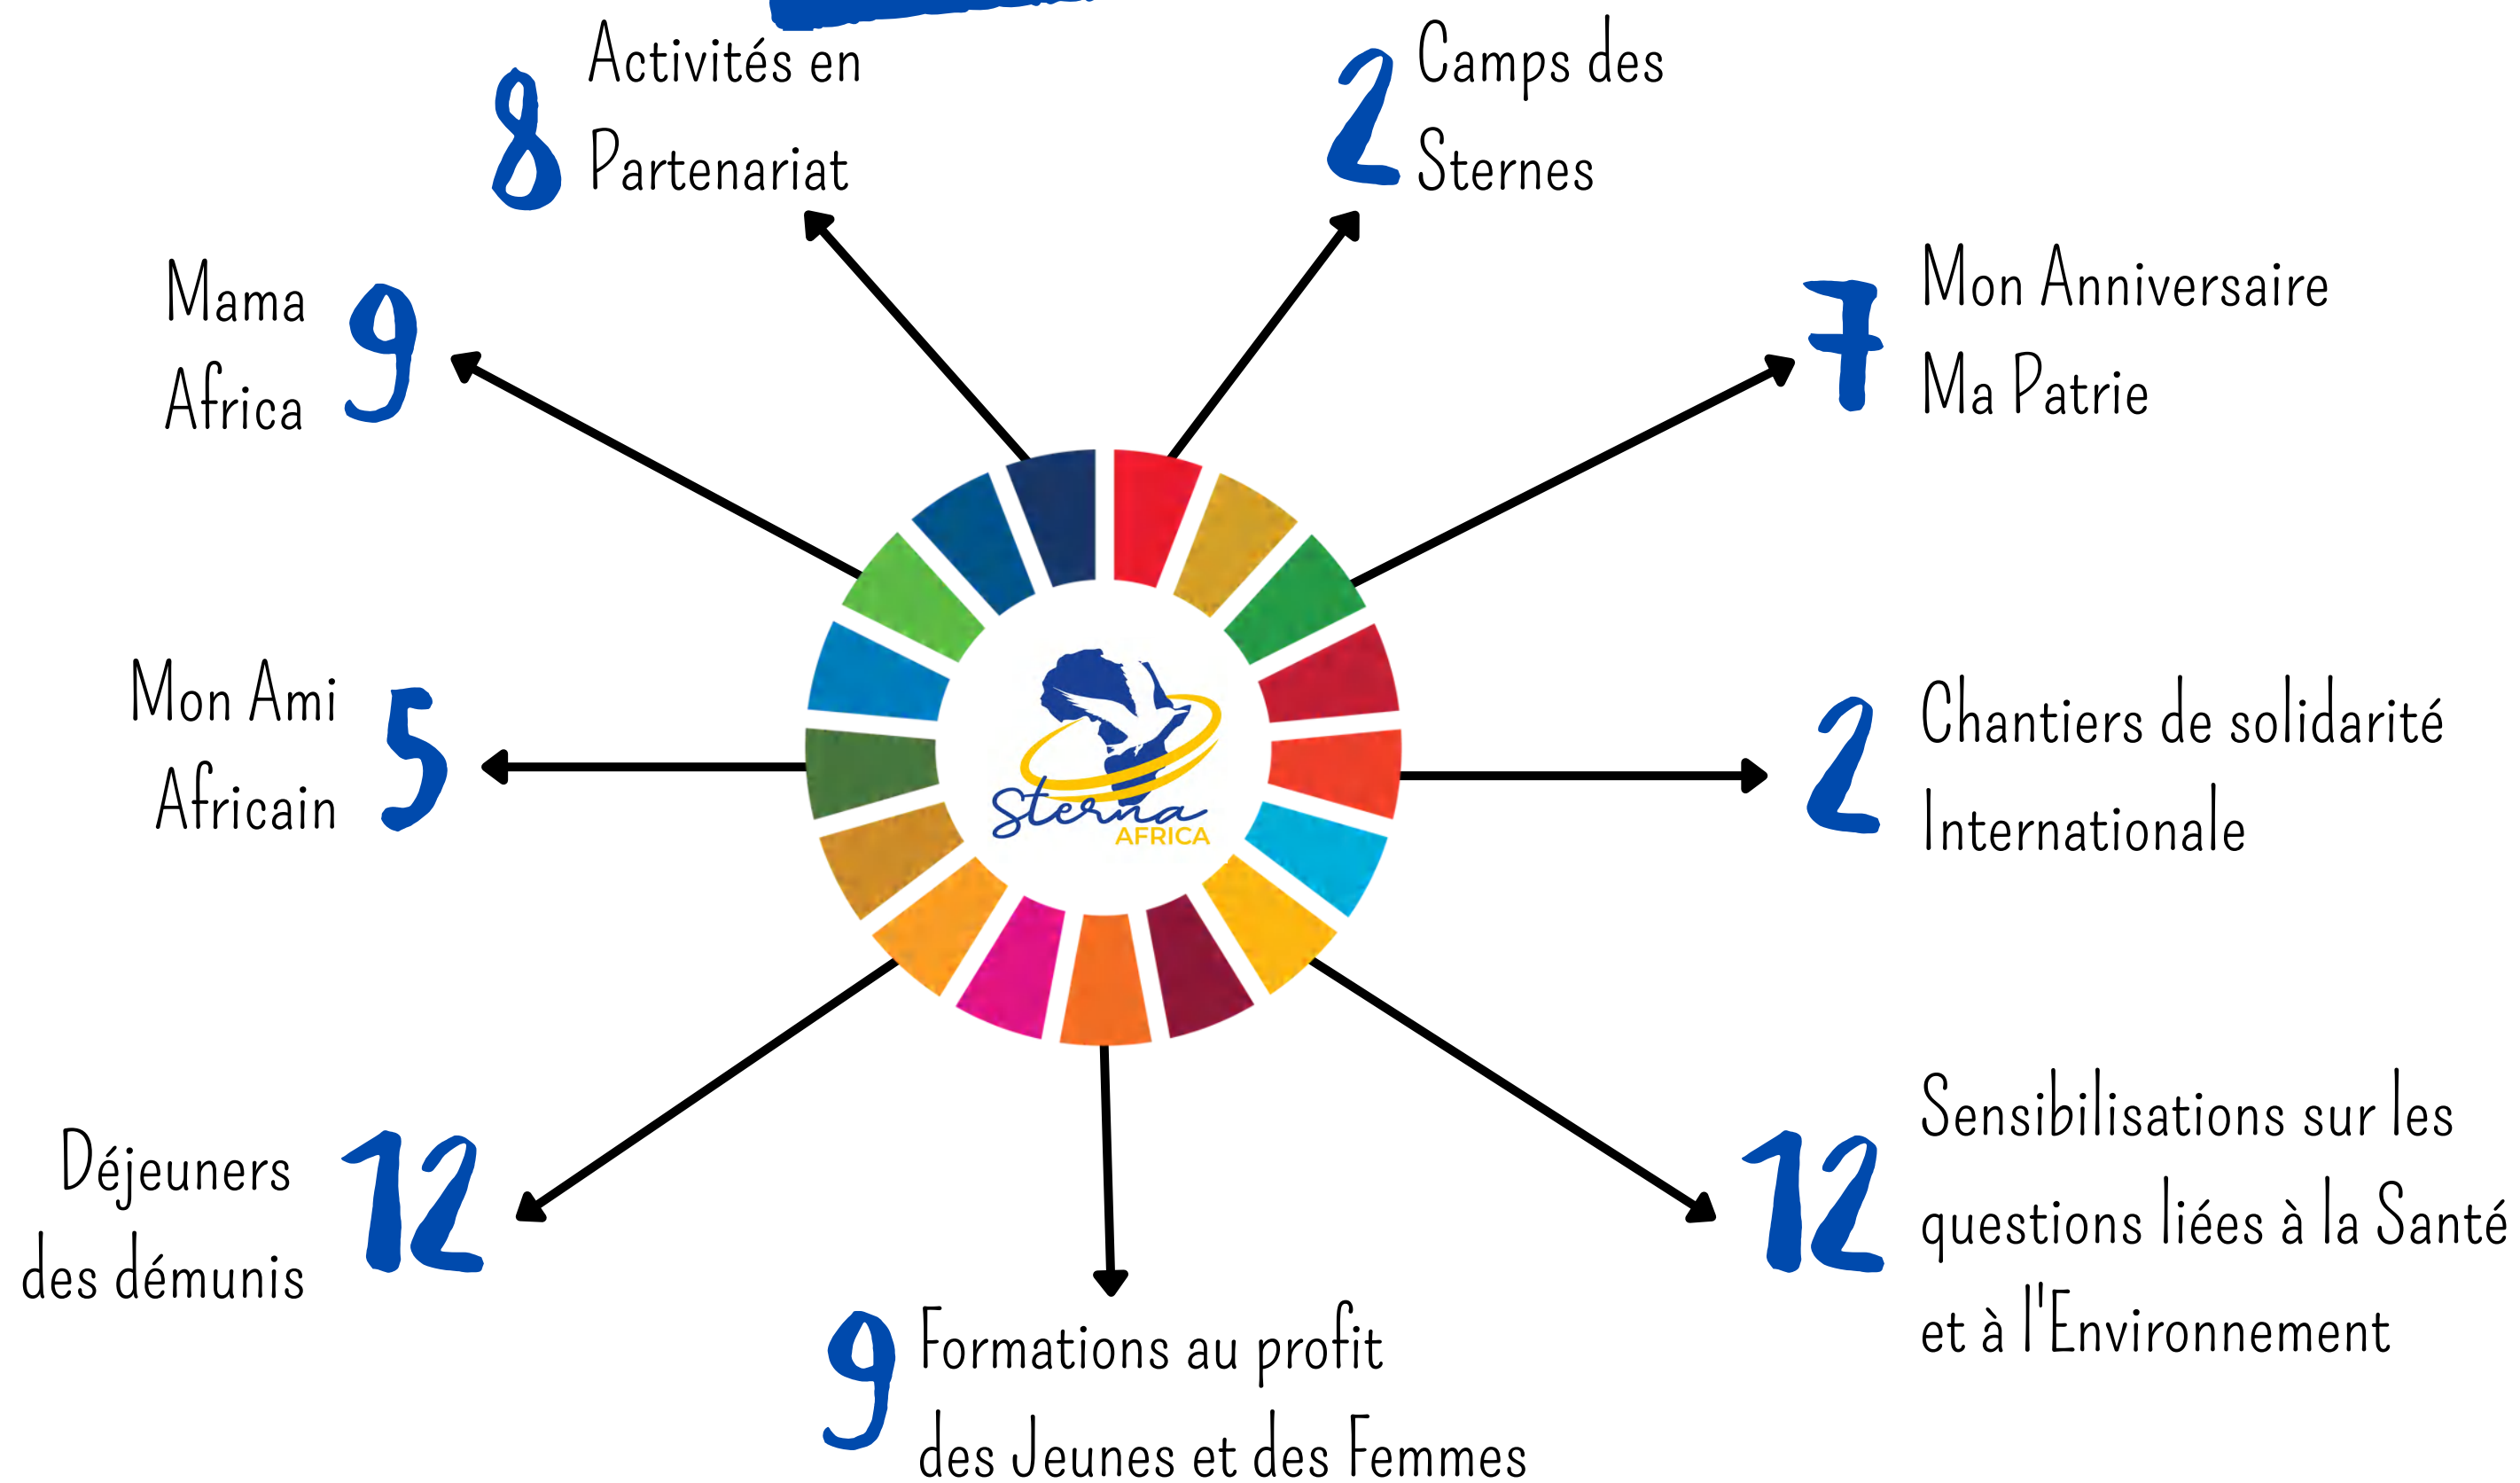 8
Activités en
Partenariat
2
Camps des
Sternes
Mama
Africa
9
7
Mon Anniversaire
Ma Patrie
Mon Ami
Africain
5
Sterna
AFRICA
2
Chantiers de solidarité
Internationale
Déjeuners
des démunis
12
12
Sensibilisations sur les
questions liées à la Santé
et à l'Environnement
9
Formations au profit
des Jeunes et des Femmes